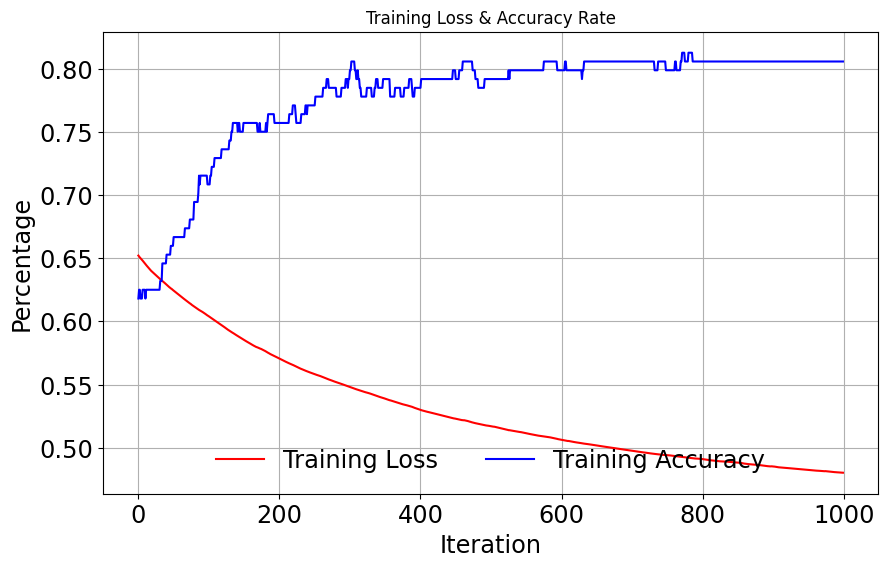 Training Loss & Accuracy Rate
0.80
0.75
0.70
0.65
0.60
0.55
0.50
Percentage
Training Loss
Training Accuracy
0 200 400 600 800 1000
Iteration